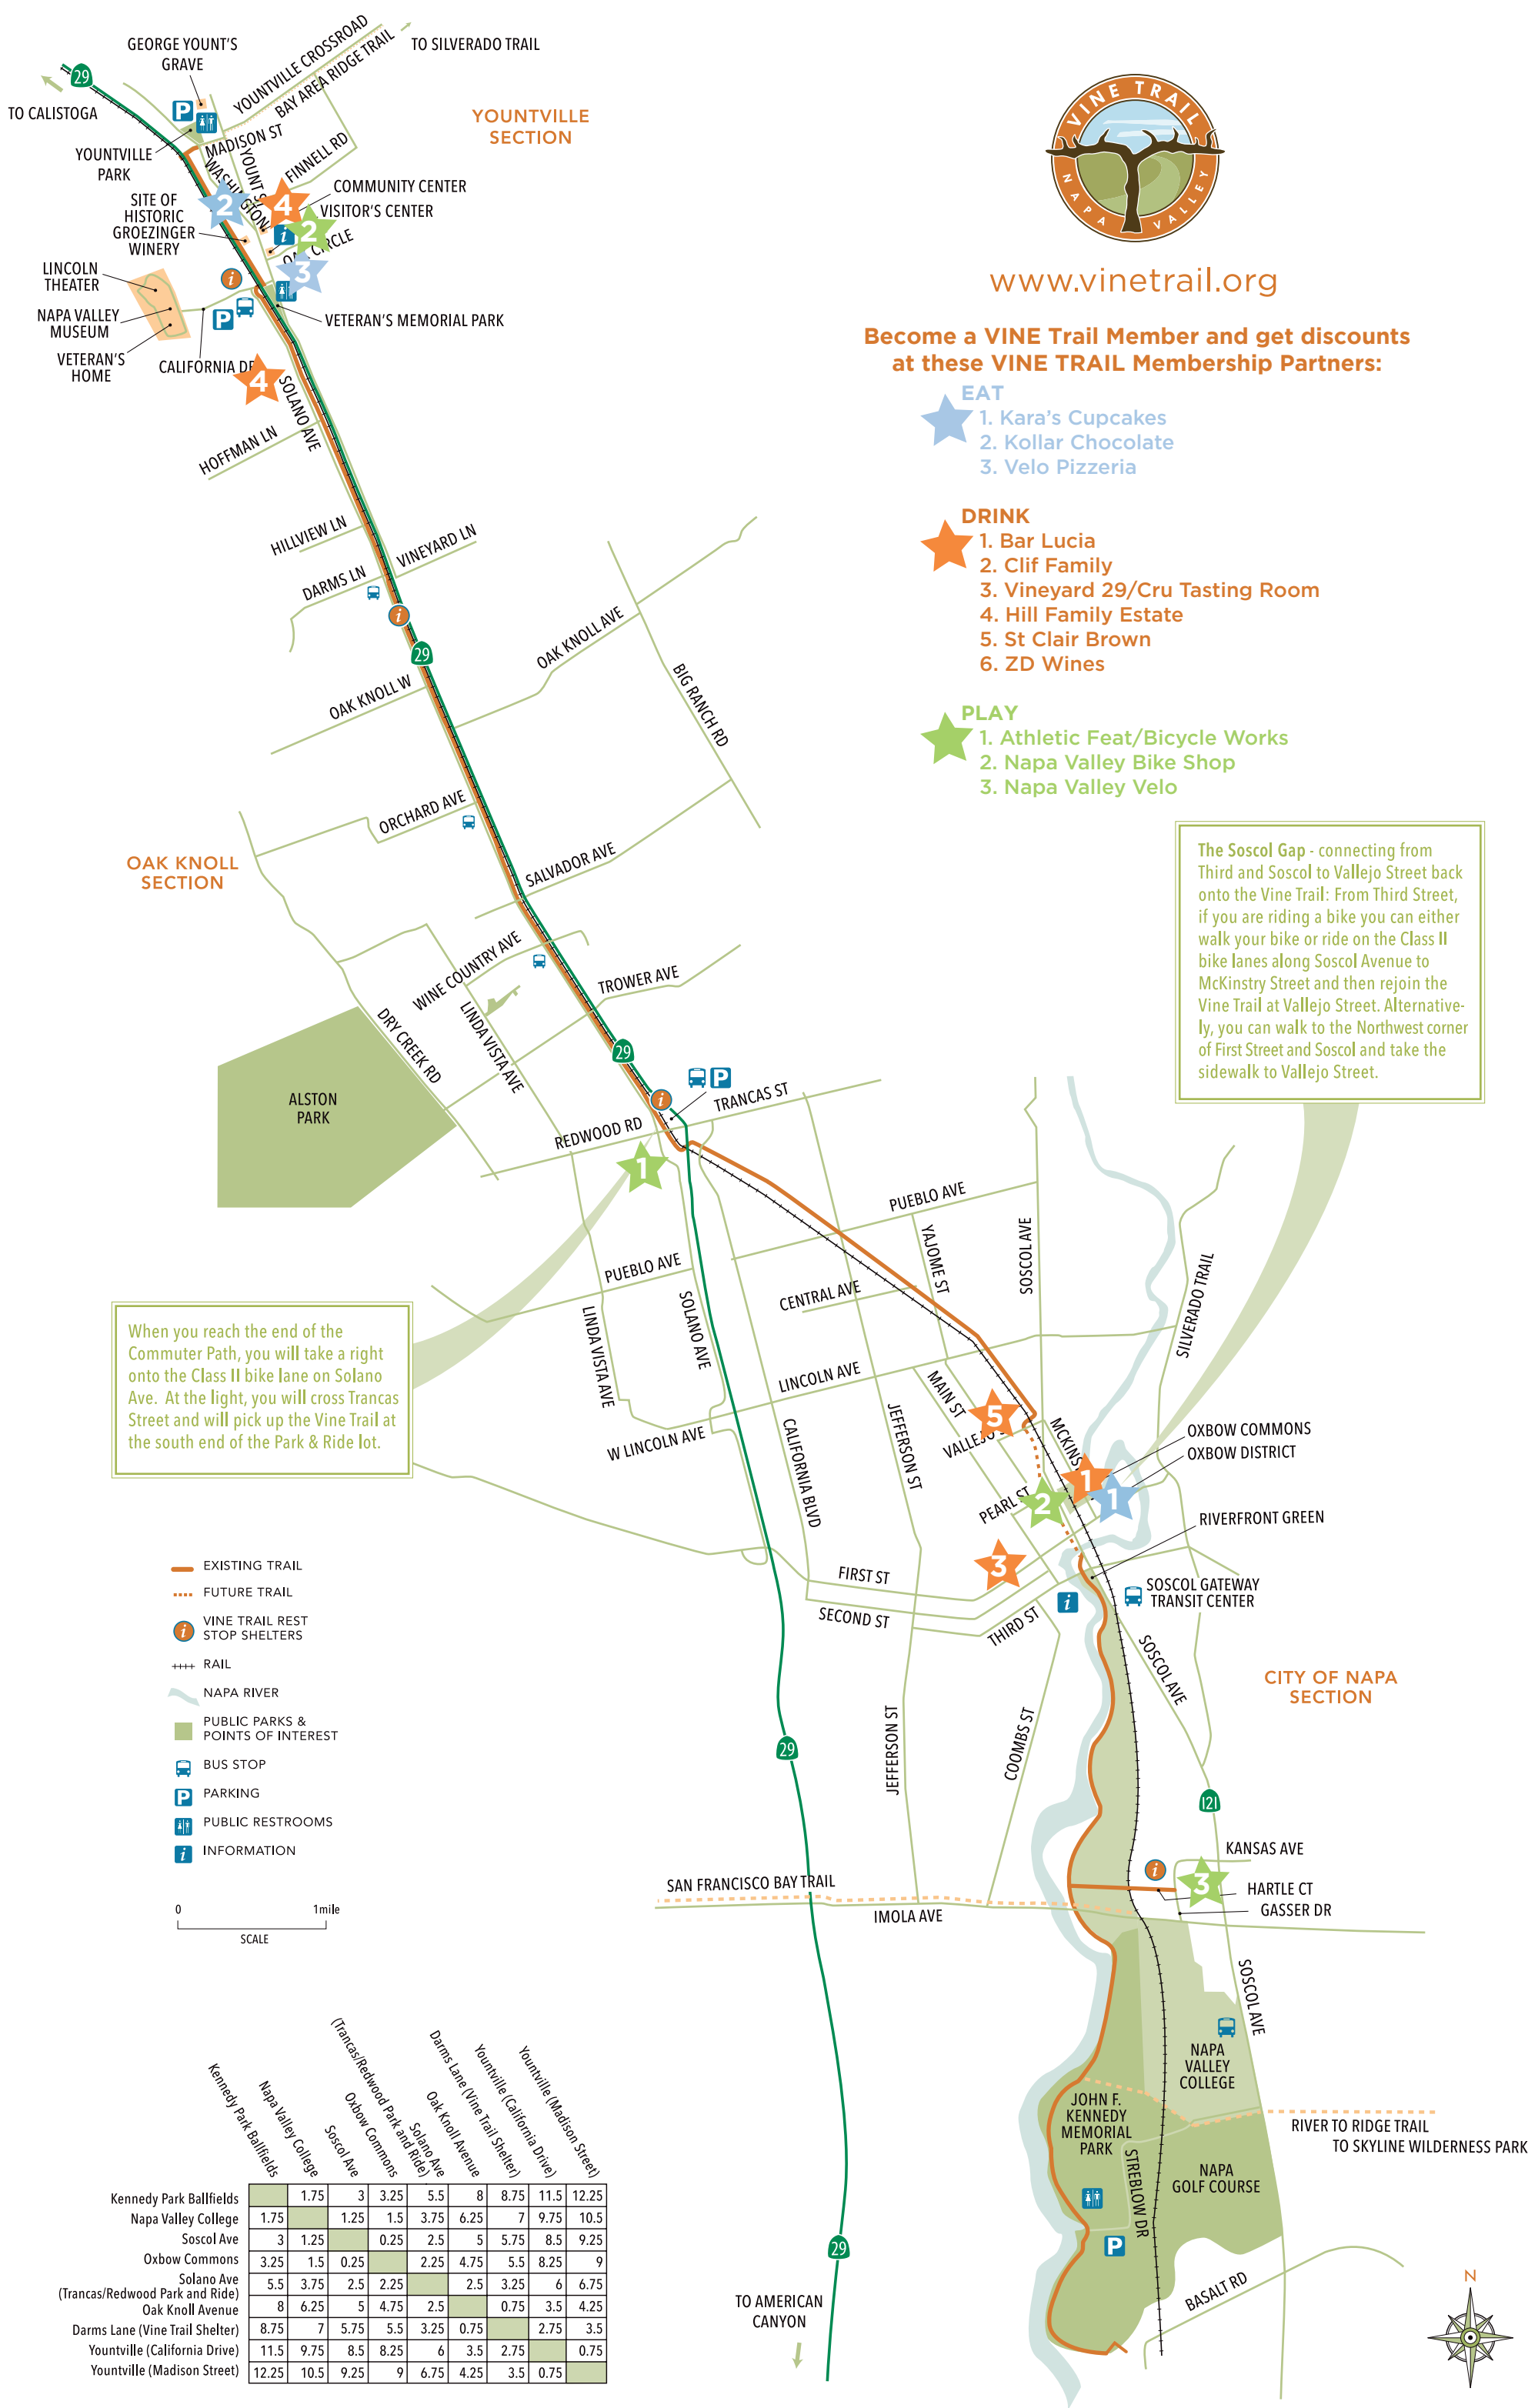 GEORGE YOUNT'S
GRAVE
YOUNTVILLE CROSSROAD
BAY AREA RIDGE TRAIL
TO SILVERADO TRAIL
29
TO CALISTOGA
P
YOUNTVILLE
SECTION
MADISON ST
YOUNTVILLE
PARK
WASHINGTON
FINNELL RD
COMMUNITY CENTER
SITE OF
HISTORIC
GROEZINGER
WINERY
2
4
VISITOR'S CENTER
i
2
3
LINCOLN
THEATER
i
NAPA VALLEY
MUSEUM
P
VETERAN'S MEMORIAL PARK
VETERAN'S
HOME
4
SOLANO AVE
HOFFMAN LN
HILLVIEW LN
VINEYARD LN
DARMS LN
i
29
OAK KNOLL AVE
OAK KNOLL W
BIG RANCH RD
ORCHARD AVE
OAK KNOLL
SECTION
SALVADOR AVE
WINE COUNTRY AVE
TROWER AVE
LINDA VISTA AVE
DRY CREEK RD
29
ALSTON
PARK
P
i
TRANCAS ST
REDWOOD RD
1
VINE TRAIL
NAPA VALLEY
www.vinetrail.org
Become a VINE Trail Member and get discounts
at these VINE TRAIL Membership Partners:
EAT
1. Kara's Cupcakes
2. Kollar Chocolate
3. Velo Pizzeria
DRINK
1. Bar Lucia
2. Clif Family
3. Vineyard 29/Cru Tasting Room
4. Hill Family Estate
5. St Clair Brown
6. ZD Wines
PLAY
1. Athletic Feat/Bicycle Works
2. Napa Valley Bike Shop
3. Napa Valley Velo
The Soscol Gap - connecting from
Third and Soscol to Vallejo Street back
onto the Vine Trail: From Third Street,
if you are riding a bike you can either
walk your bike or ride on the Class II
bike lanes along Soscol Avenue to
McKinstry Street and then rejoin the
Vine Trail at Vallejo Street. Alternative-
ly, you can walk to the Northwest corner
of First Street and Soscol and take the
sidewalk to Vallejo Street.
PUEBLO AVE
YAJOME ST
SOSCOL AVE
PUEBLO AVE
CENTRAL AVE
SILVERADO TRAIL
LINDA VISTA AVE
SOLANO AVE
LINCOLN AVE
MAIN ST
When you reach the end of the
Commuter Path, you will take a right
onto the Class II bike lane on Solano
Ave. At the light, you will cross Trancas
Street and will pick up the Vine Trail at
the south end of the Park & Ride lot.
W LINCOLN AVE
CALIFORNIA BLVD
JEFFERSON ST
5
OXBOW COMMONS
OXBOW DISTRICT
1
1
PEARL ST
2
RIVERFRONT GREEN
3
FIRST ST
SECOND ST
THIRD ST
i
SOSCOL GATEWAY
TRANSIT CENTER
SOSCOL AVE
CITY OF NAPA
SECTION
EXISTING TRAIL
FUTURE TRAIL
i
VINE TRAIL REST
STOP SHELTERS
RAIL
NAPA RIVER
PUBLIC PARKS &
POINTS OF INTEREST
BUS STOP
P
PARKING
PUBLIC RESTROOMS
i
INFORMATION
0 1mile
SCALE
29
JEFFERSON ST
COOMBS ST
121
KANSAS AVE
i
3
HARTLE CT
GASSER DR
SAN FRANCISCO BAY TRAIL
IMOLA AVE
SOSCOL AVE
NAPA
VALLEY
COLLEGE
JOHN F.
KENNEDY
MEMORIAL
PARK
RIVER TO RIDGE TRAIL
TO SKYLINE WILDERNESS PARK
STREBLOW DR
NAPA
GOLF COURSE
P
29
BASALT RD
TO AMERICAN
CANYON
N
Kennedy Park Ballfields
Napa Valley College
Soscol Ave
Oxbow Commons
Solano Ave
(Trancas/Redwood Park and Ride)
Oak Knoll Avenue
Darms Lane (Vine Trail Shelter)
Yountville (California Drive)
Yountville (Madison Street)
Kennedy Park Ballfields 1.75 3 3.25 5.5 8 8.75 11.5 12.25
Napa Valley College 1.75 1.25 1.5 3.75 6.25 7 9.75 10.5
Soscol Ave 3 1.25 0.25 2.5 5 5.75 8.5 9.25
Oxbow Commons 3.25 1.5 0.25 2.25 4.75 5.5 8.25 9
Solano Ave
(Trancas/Redwood Park and Ride) 5.5 3.75 2.5 2.25 2.5 3.25 6 6.75
Oak Knoll Avenue 8 6.25 5 4.75 2.5 0.75 3.5 4.25
Darms Lane (Vine Trail Shelter) 8.75 7 5.75 5.5 3.25 0.75 2.75 3.5
Yountville (California Drive) 11.5 9.75 8.5 8.25 6 3.5 2.75 0.75
Yountville (Madison Street) 12.25 10.5 9.25 9 6.75 4.25 3.5 0.75